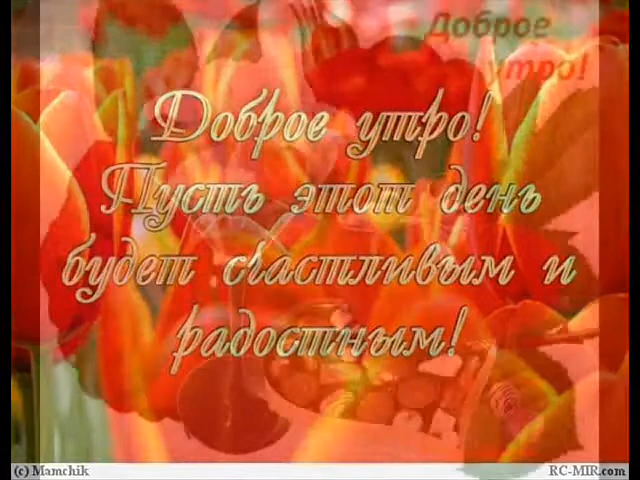 Доброе
утро!
Доброе утро!
Пусть этот день
будет счастливым и
радостным!
(c) Mamchik
RC-MIR.com